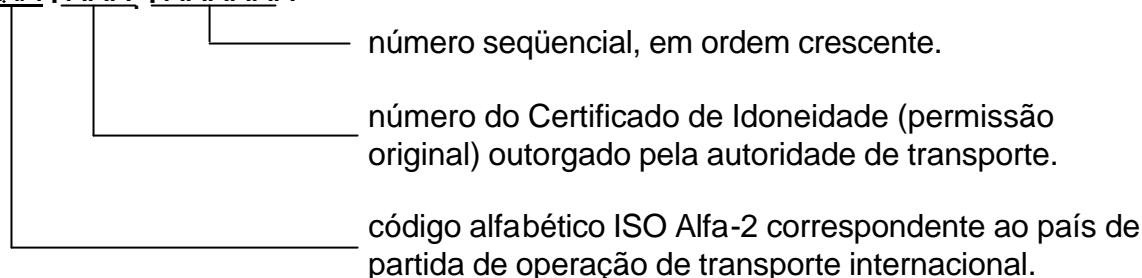 número seqüencial, em ordem crescente.
número do Certificado de Idoneidade (permissão
original) outorgado pela autoridade de transporte.
código alfabético ISO Alfa-2 correspondente ao país de
partida de operação de transporte internacional.